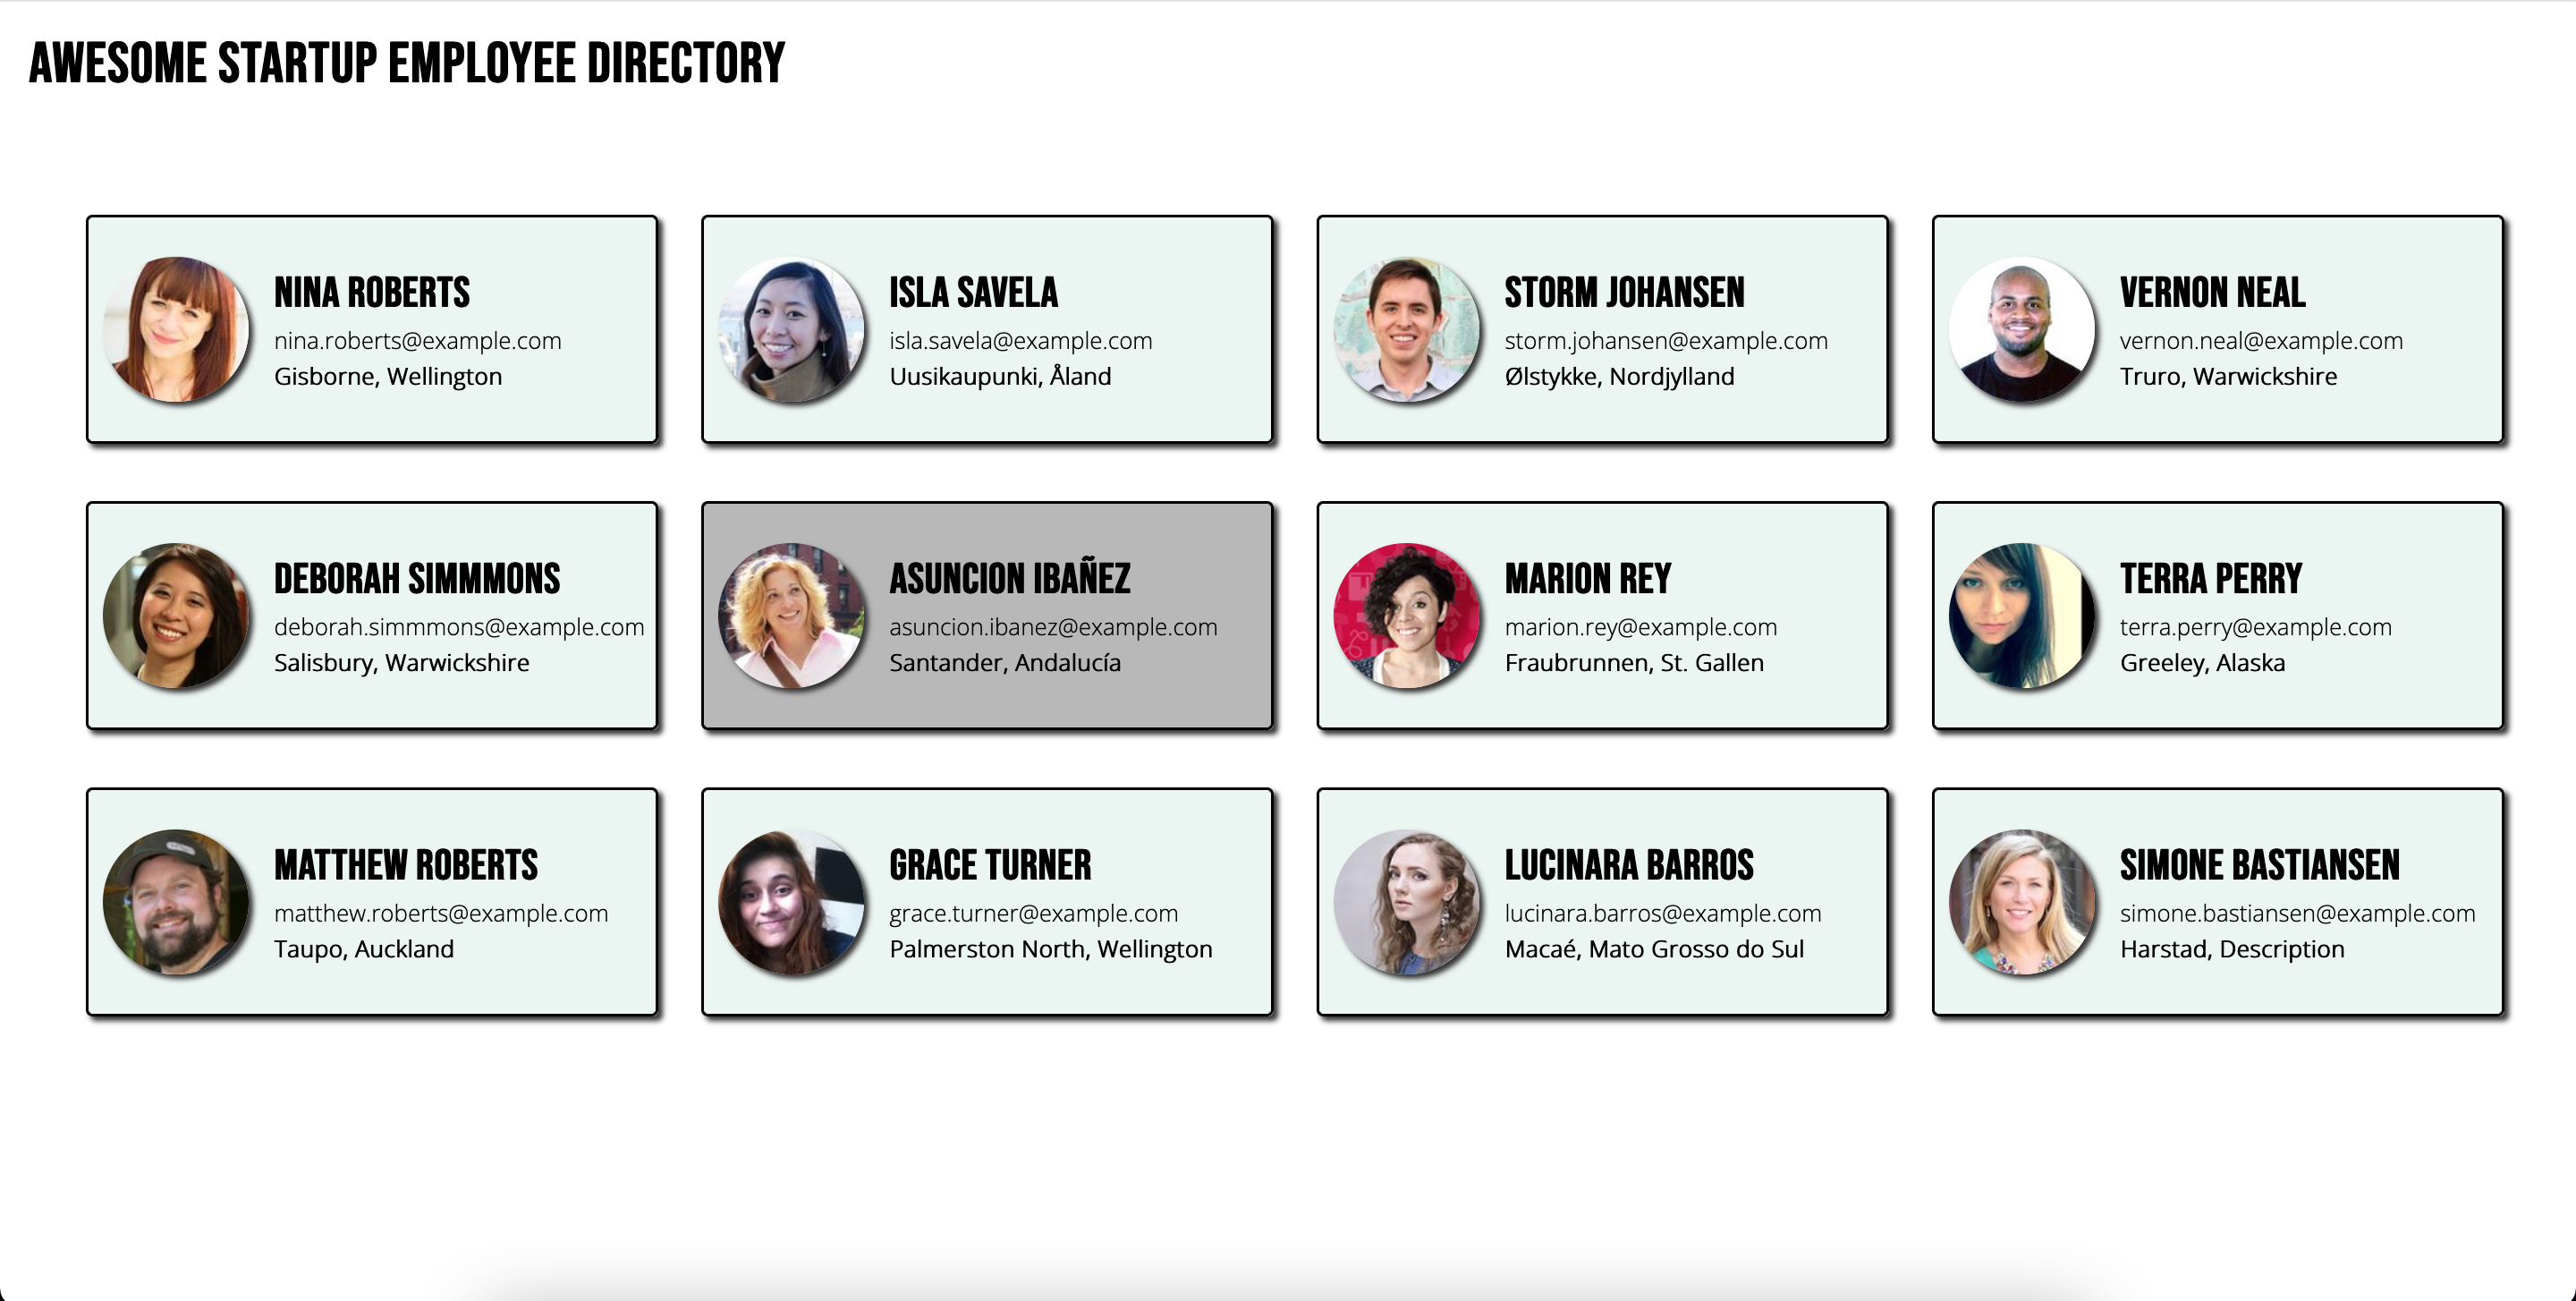 AWESOME STARTUP EMPLOYEE DIRECTORY
NINA ROBERTS
nina.roberts@example.com
Gisborne, Wellington
ISLA SAVELA
isla.savela@example.com
Uusikaupunki, Åland
STORM JOHANSEN
storm.johansen@example.com
Ølstykke, Nordjylland
VERNON NEAL
vernon.neal@example.com
Truro, Warwickshire
DEBORAH SIMMMONS
deborah.simmmons@example.com
Salisbury, Warwickshire
ASUNCION IBAÑEZ
asuncion.ibanez@example.com
Santander, Andalucía
MARION REY
marion.rey@example.com
Fraubrunnen, St. Gallen
TERRA PERRY
terra.perry@example.com
Greeley, Alaska
MATTHEW ROBERTS
matthew.roberts@example.com
Taupo, Auckland
GRACE TURNER
grace.turner@example.com
Palmerston North, Wellington
LUCINARA BARROS
lucinara.barros@example.com
Macaé, Mato Grosso do Sul
SIMONE BASTIANSEN
simone.bastiansen@example.com
Harstad, Description